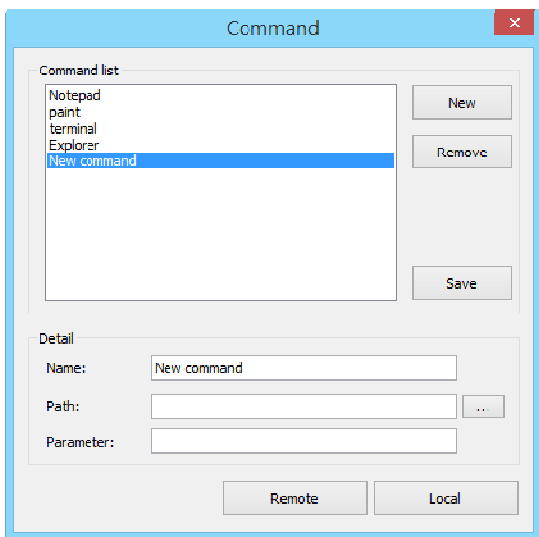 Command
Command list
Notepad
paint
terminal
Explorer
New command
New
Remove
Save
Detail
Name:
New command
Path:
...
Parameter:
Remote
Local